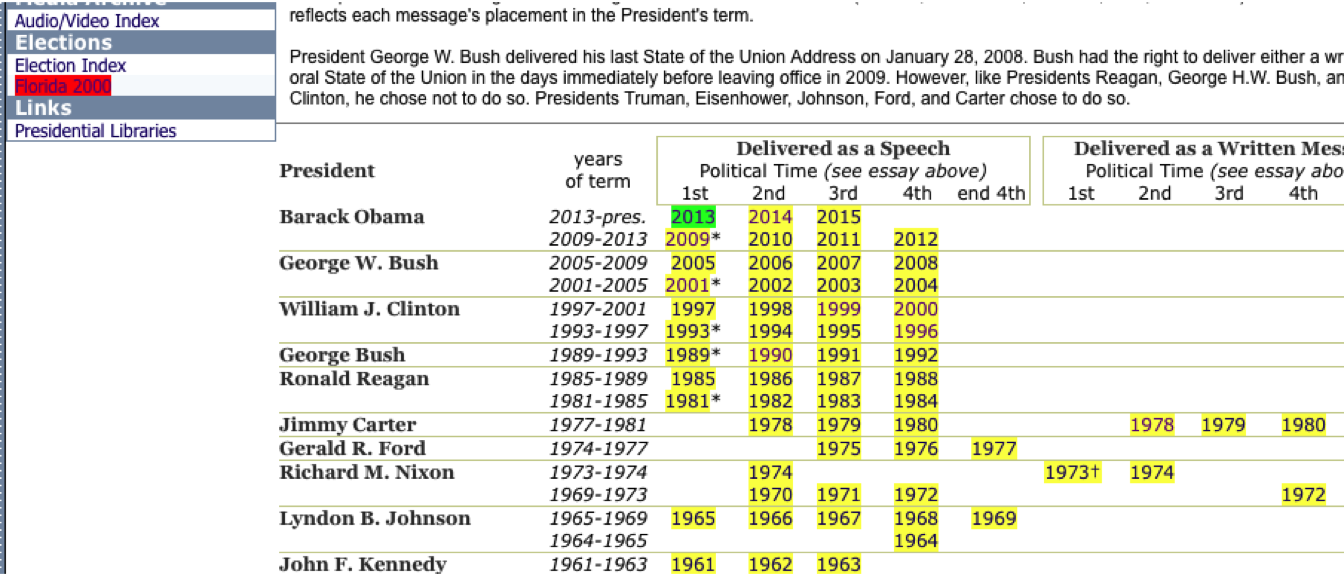 Audio/Video Index
Elections
Election Index
Florida 2000
Links
Presidential Libraries
reflects each message's placement in the President's term.
President George W. Bush delivered his last State of the Union Address on January 28, 2008. Bush had the right to deliver either a wr
oral State of the Union in the days immediately before leaving office in 2009. However, like Presidents Reagan, George H.W. Bush, an
Clinton, he chose not to do so. Presidents Truman, Eisenhower, Johnson, Ford, and Carter chose to do so.
President years of term
Delivered as a Speech
Political Time (see essay above)
1st 2nd 3rd 4th end 4th
Delivered as a Written Mess
Political Time (see essay abo
1st 2nd 3rd 4th
Barack Obama 2013-pres. 2013 2014 2015
2009-2013 2009* 2010 2011 2012
George W. Bush 2005-2009 2005 2006 2007 2008
2001-2005 2001* 2002 2003 2004
William J. Clinton 1997-2001 1997 1998 1999 2000
1993-1997 1993* 1994 1995 1996
George Bush 1989-1993 1989* 1990 1991 1992
Ronald Reagan 1985-1989 1985 1986 1987 1988
1981-1985 1981* 1982 1983 1984
Jimmy Carter 1977-1981 1978 1979 1980 1978 1979 1980
Gerald R. Ford 1974-1977 1975 1976 1977
Richard M. Nixon 1973-1974 1974 1973† 1974
1969-1973 1970 1971 1972 1972
Lyndon B. Johnson 1965-1969 1965 1966 1967 1968 1969
1964-1965 1964
John F. Kennedy 1961-1963 1961 1962 1963